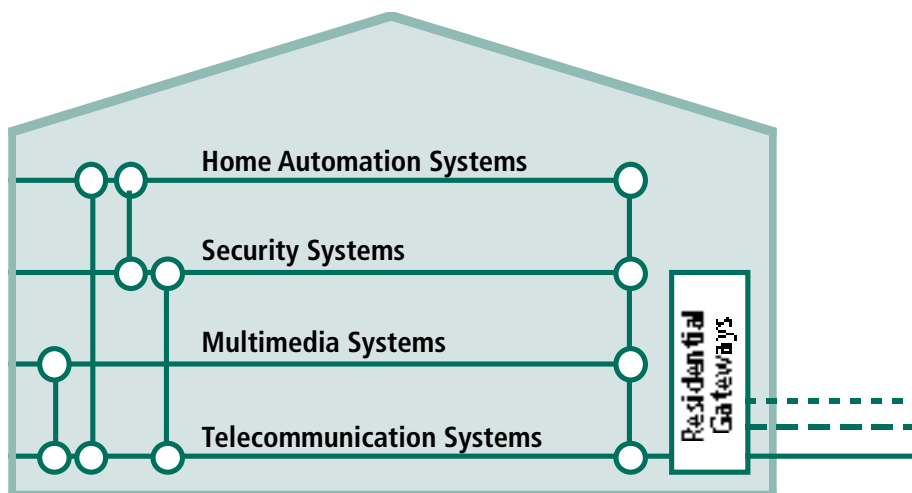 Home Automation Systems
Security Systems
Multimedia Systems
Telecommunication Systems
Residential
Gateways